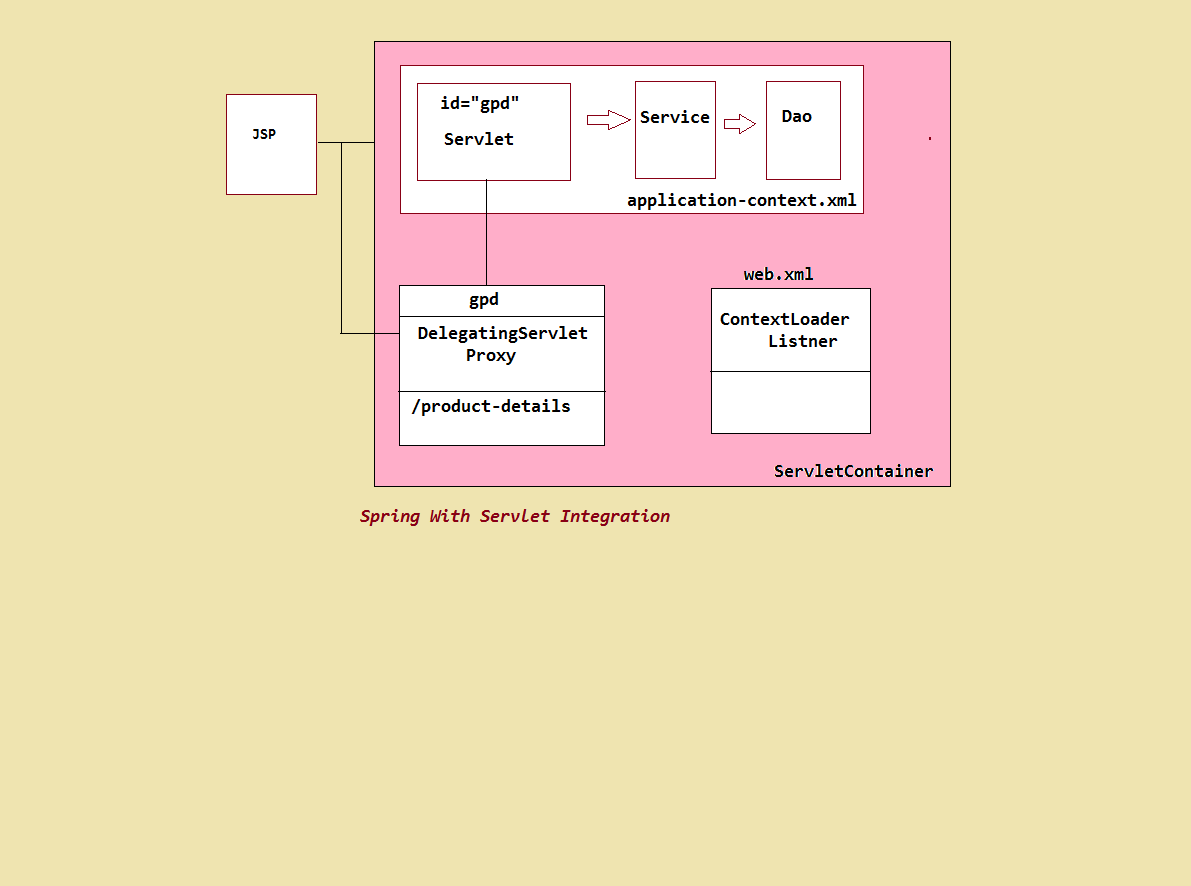 JSP
id="gpd"
Servlet
Service
Dao
application-context.xml
gpd
DelegatingServlet
Proxy
/product-details
web.xml
ContextLoader
Listner
ServletContainer
Spring With Servlet Integration